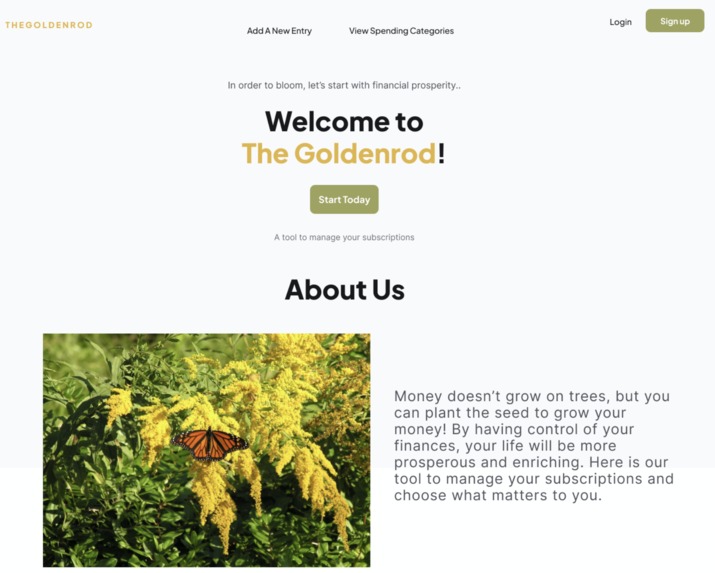 THEGOLDENROD
Add A New Entry
View Spending Categories
Login
Sign up
In order to bloom, let's start with financial prosperity..
Welcome to
The Goldenrod!
Start Today
A tool to manage your subscriptions
About Us
Money doesn't grow on trees, but you
can plant the seed to grow your
money! By having control of your
finances, your life will be more
prosperous and enriching. Here is our
tool to manage your subscriptions and
choose what matters to you.